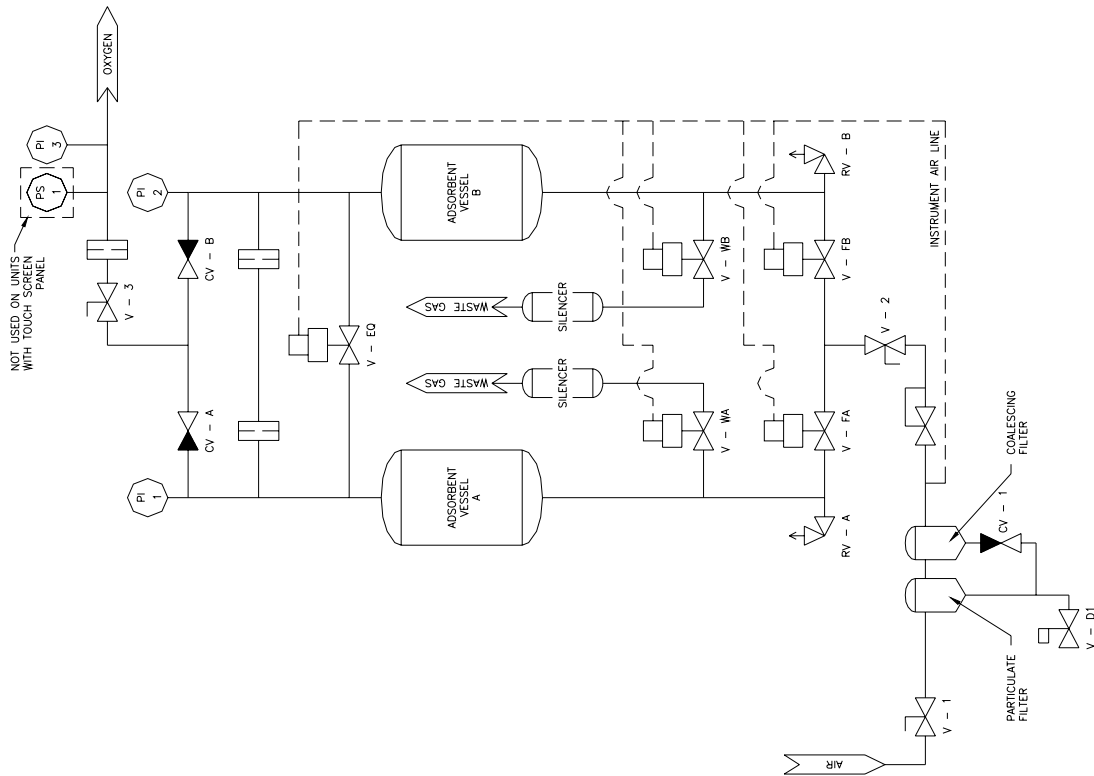 OXYGEN
PI
3
PS
1
NOT USED ON UNITS
WITH TOUCH SCREEN
PANEL
V - 3
PI
2
CV - B
CV - A
PI
1
V - EQ
ADSORBENT
VESSEL
B
ADSORBENT
VESSEL
A
WASTE GAS
SILENCER
WASTE GAS
SILENCER
V - WB
V - WA
V - FB
V - FA
RV - B
RV - A
INSTRUMENT AIR LINE
V - 2
COALESCING
FILTER
CV - 1
PARTICULATE
FILTER
V - D1
V - 1
AIR